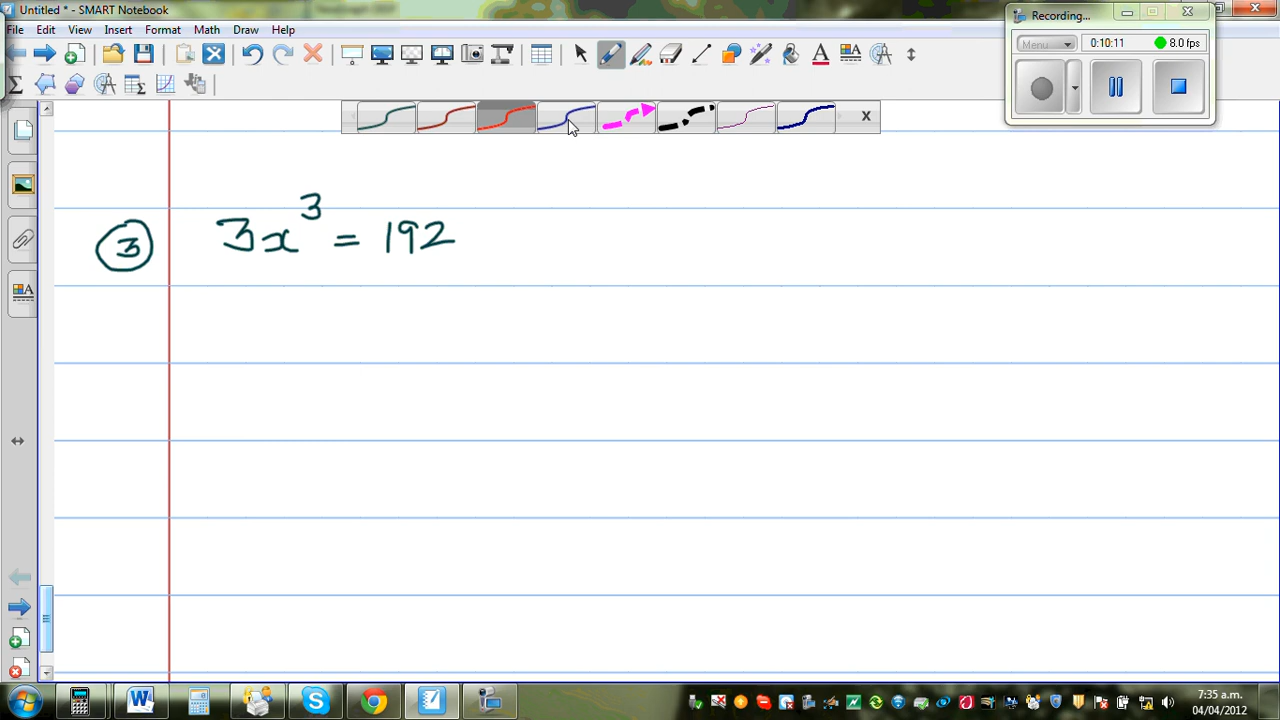 Untitled * - SMART Notebook
File Edit View Insert Format Math Draw Help
Recording...
Menu 0:10:11 8.0 fps
x
③ 3x³ = 192
7:35 a.m.
04/04/2012